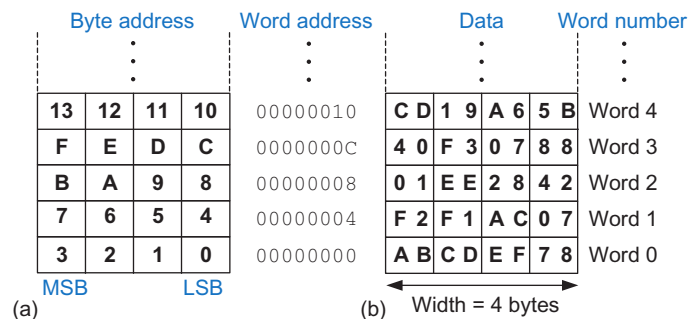 Byte address Word address Data Word number
13 12 11 10 00000010 C D 1 9 A 6 5 B Word 4
F E D C 0000000C 4 0 F 3 0 7 8 8 Word 3
B A 9 8 00000008 0 1 E E 2 8 4 2 Word 2
7 6 5 4 00000004 F 2 F 1 A C 0 7 Word 1
3 2 1 0 00000000 A B C D E F 7 8 Word 0
(a) MSB LSB (b) Width = 4 bytes